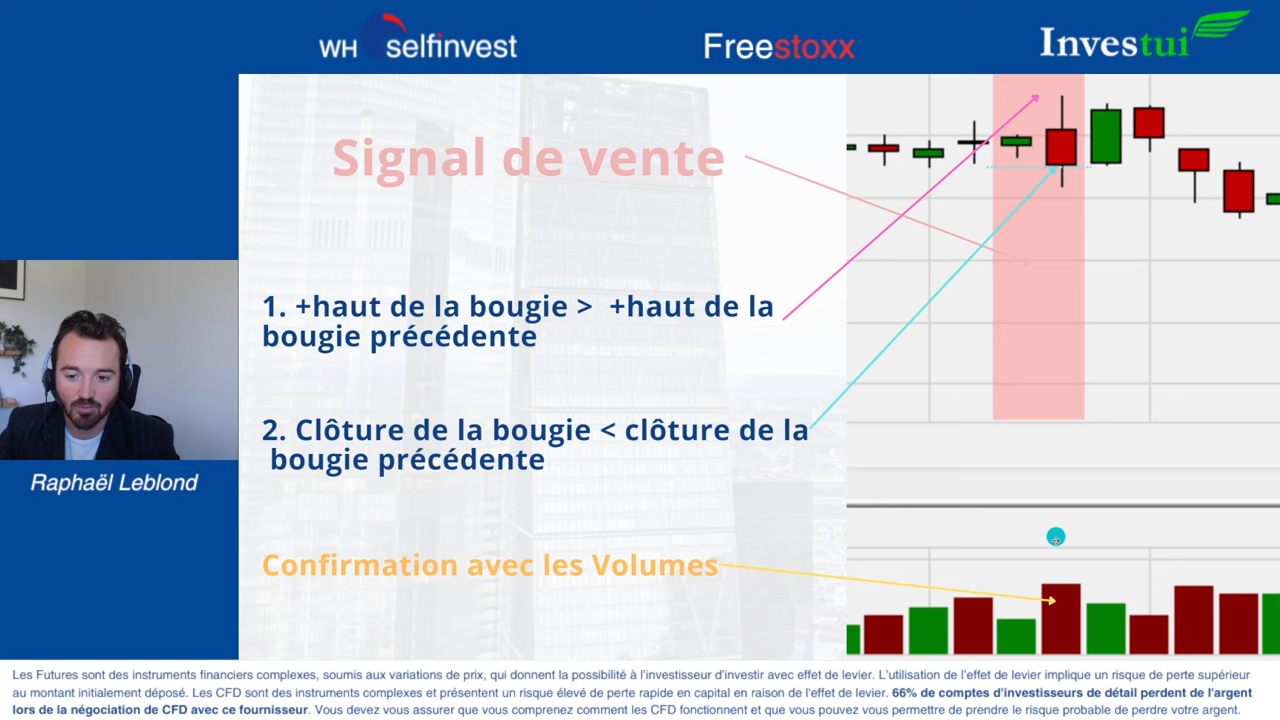 WH selfinvest
Freestoxx
Investui
Signal de vente
1. +haut de la bougie > +haut de la
bougie précédente
2. Clôture de la bougie < clôture de la
bougie précédente
Raphaël Leblond
Confirmation avec les Volumes
Les Futures sont des instruments financiers complexes, soumis aux variations de prix, qui donnent la possibilité à l'investisseur d'investir avec effet de levier. L'utilisation de l'effet de levier implique un risque de perte supérieur
au montant initialement déposé. Les CFD sont des instruments complexes et présentent un risque élevé de perte rapide en capital en raison de l'effet de levier. 66% de comptes d'investisseurs de détail perdent de l'argent
lors de la négociation de CFD avec ce fournisseur. Vous devez vous assurer que vous comprenez comment les CFD fonctionnent et que vous pouvez vous permettre de prendre le risque probable de perdre votre argent.